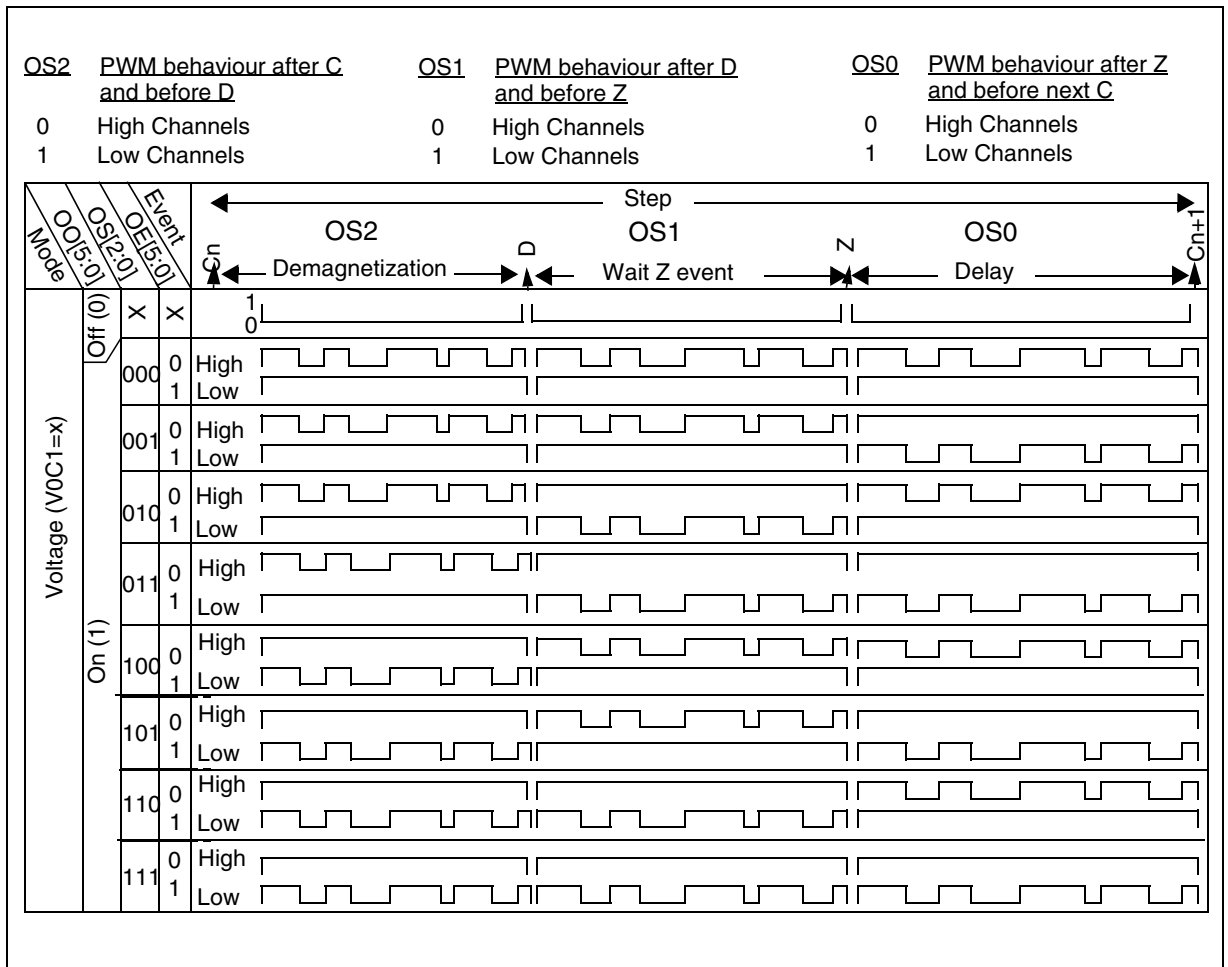 OS2 PWM behaviour after C and before D
0 High Channels
1 Low Channels
OS1 PWM behaviour after D and before Z
0 High Channels
1 Low Channels
OS0 PWM behaviour after Z and before next C
0 High Channels
1 Low Channels
Mode
OO[5:0]
OS[2:0]
OE[5:0]
Event
Step
Cn
OS2
D
OS1
Z
OS0
Cn+1
Demagnetization
Wait Z event
Delay
Voltage (V0C1=x)
Off (0)
X
X
1
0
On (1)
000
0 High
1 Low
001
0 High
1 Low
010
0 High
1 Low
011
0 High
1 Low
100
0 High
1 Low
101
0 High
1 Low
110
0 High
1 Low
111
0 High
1 Low